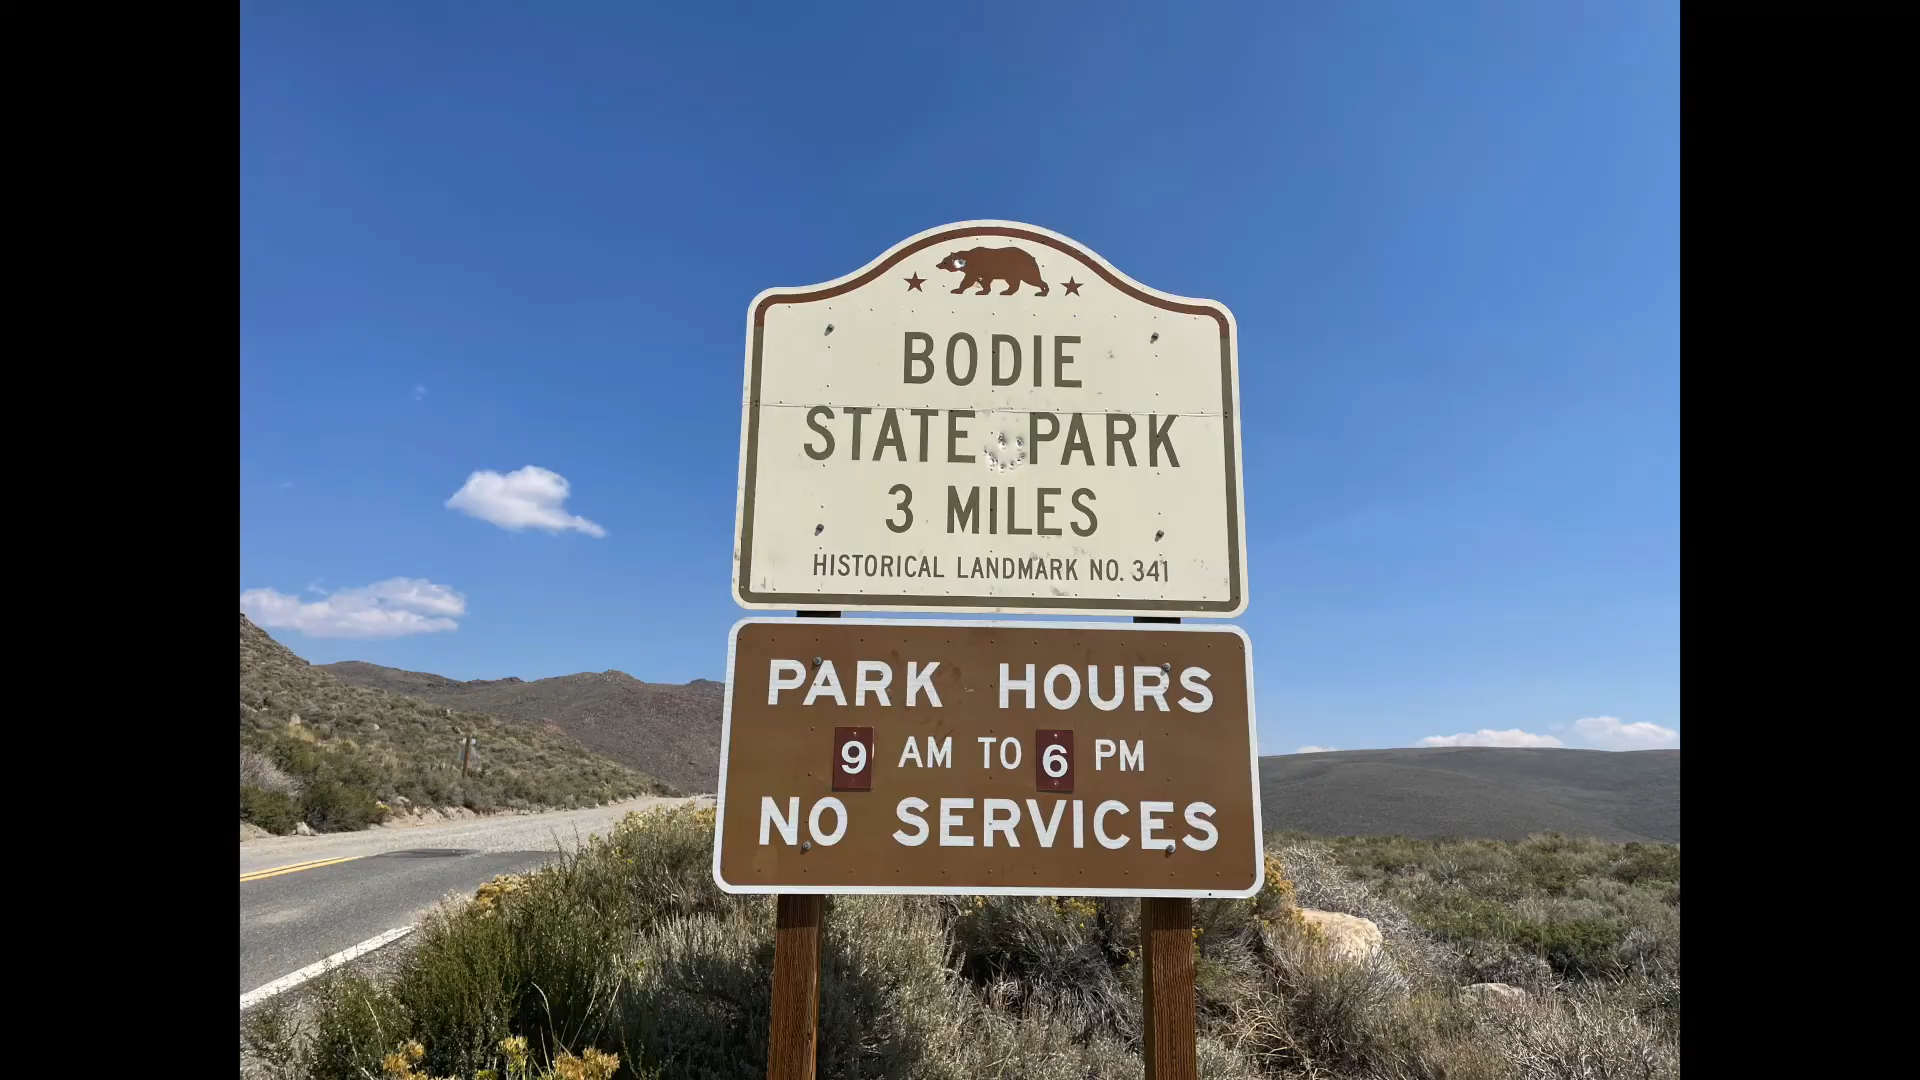 BODIE
STATE PARK
3 MILES
HISTORICAL LANDMARK NO. 341
PARK HOURS
9 AM TO 6 PM
NO SERVICES